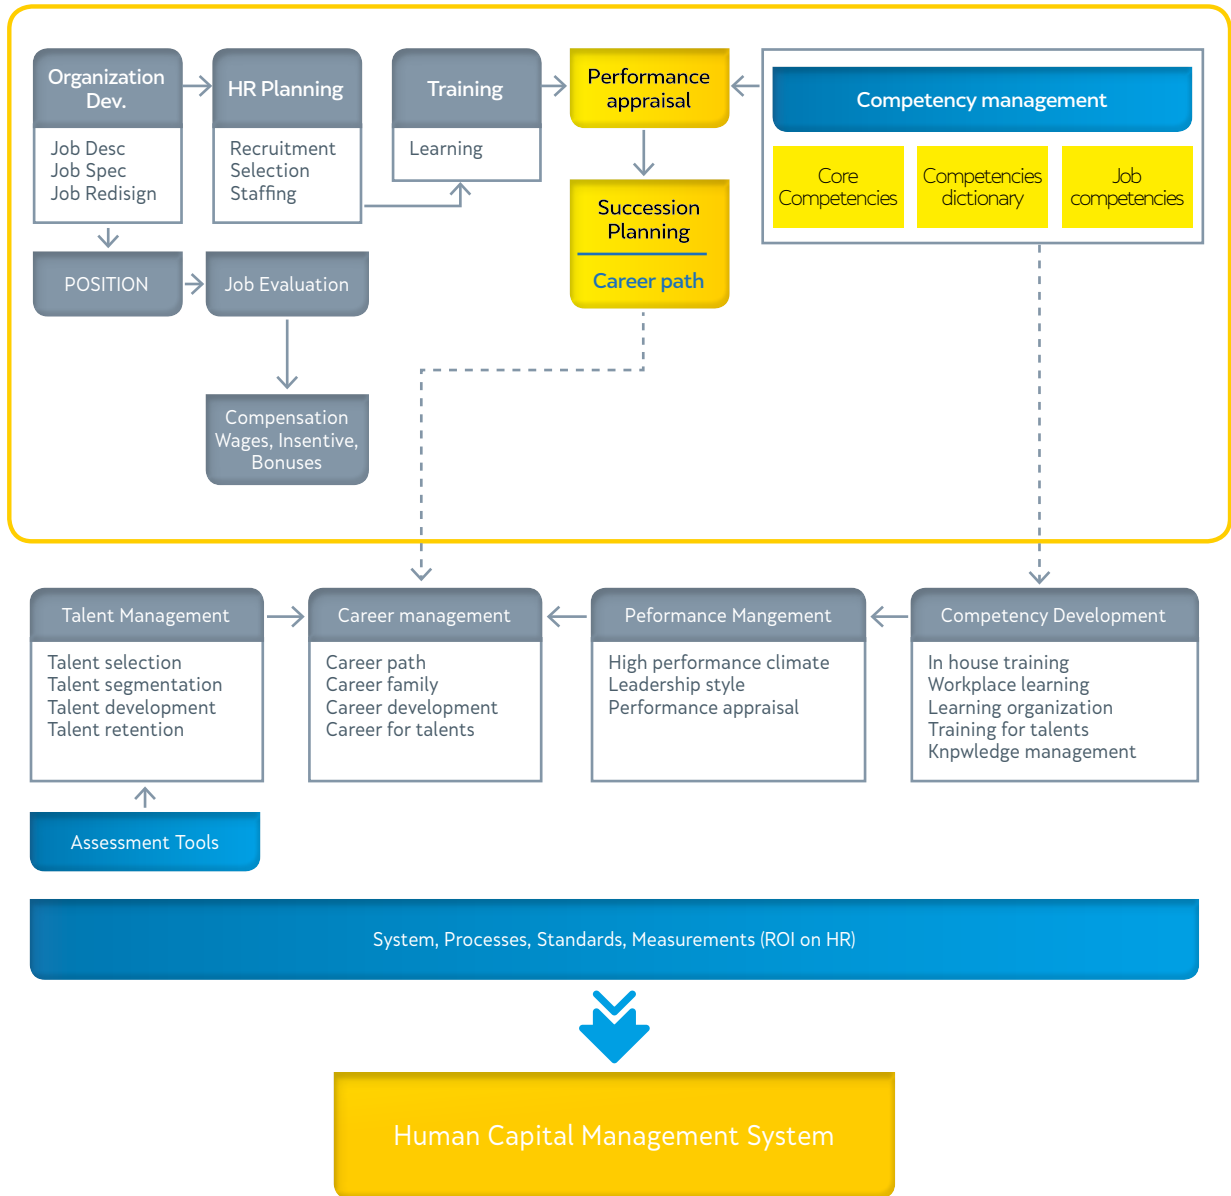 Organization
Dev.
Job Desc
Job Spec
Job Redisign
HR Planning
Recruitment
Selection
Staffing
Training
Learning
Performance
appraisal
Competency management
Core
Competencies
Competencies
dictionary
Job
competencies
Succession
Planning
Career path
POSITION
Job Evaluation
Compensation
Wages, Insentive,
Bonuses
Talent Management
Talent selection
Talent segmentation
Talent development
Talent retention
Career management
Career path
Career family
Career development
Career for talents
Peformance Mangement
High performance climate
Leadership style
Performance appraisal
Competency Development
In house training
Workplace learning
Learning organization
Training for talents
Knpwledge management
Assessment Tools
System, Processes, Standards, Measurements (ROI on HR)
Human Capital Management System